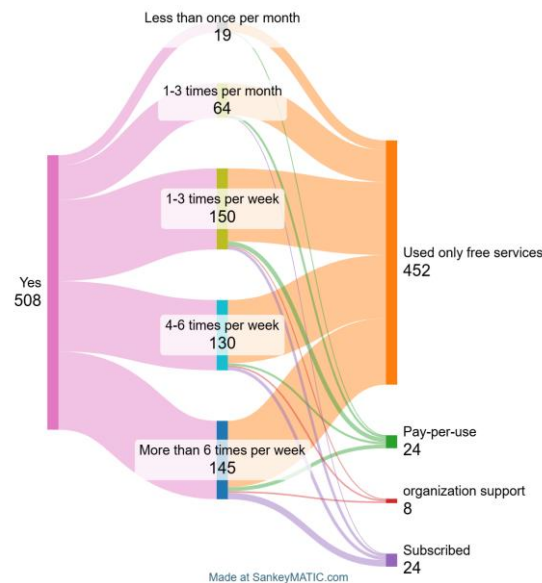 Less than once per month
19
1-3 times per month
64
1-3 times per week
150
Yes
508
Used only free services
452
4-6 times per week
130
More than 6 times per week
145
Pay-per-use
24
organization support
8
Subscribed
24
Made at SankeyMATIC.com